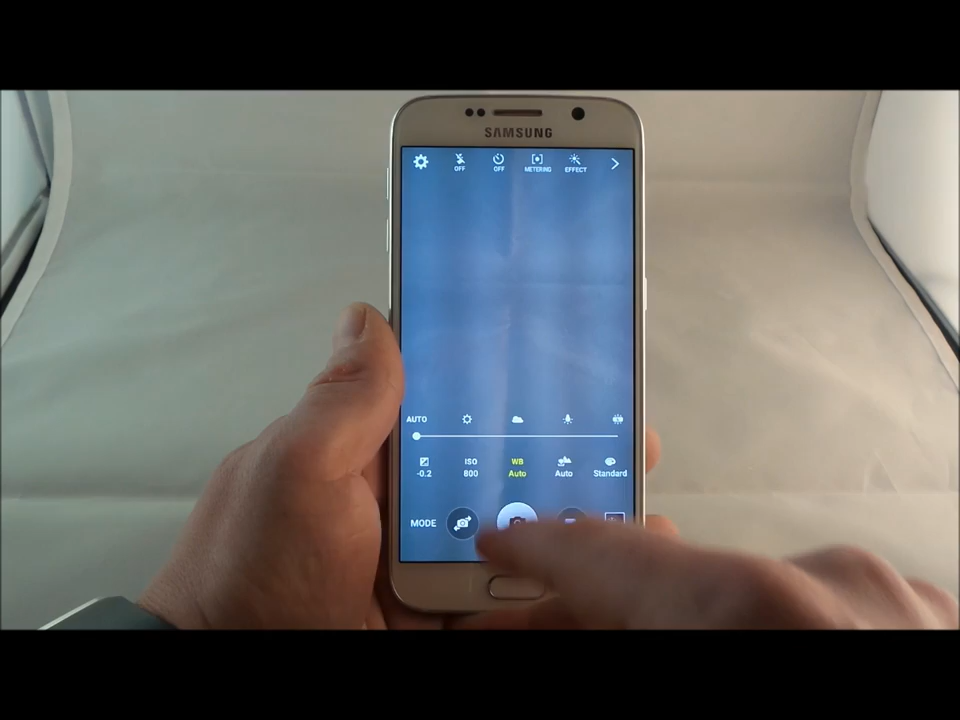 SAMSUNG
OFF OFF METERING EFFECT
AUTO
-0.2 ISO 800 WB Auto Auto Standard
MODE